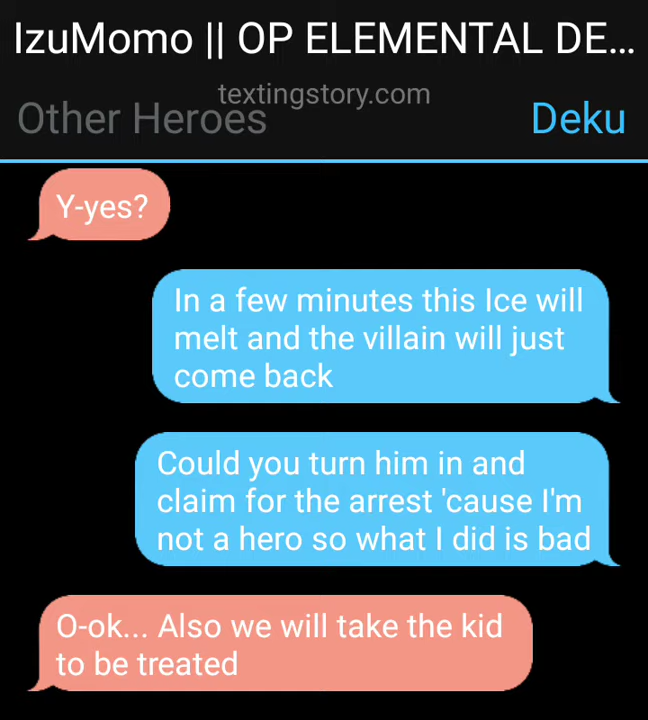 IzuMomo || OP ELEMENTAL DE...
textingstory.com
Other Heroes
Deku
Y-yes?
In a few minutes this Ice will
melt and the villain will just
come back
Could you turn him in and
claim for the arrest 'cause I'm
not a hero so what I did is bad
O-ok... Also we will take the kid
to be treated